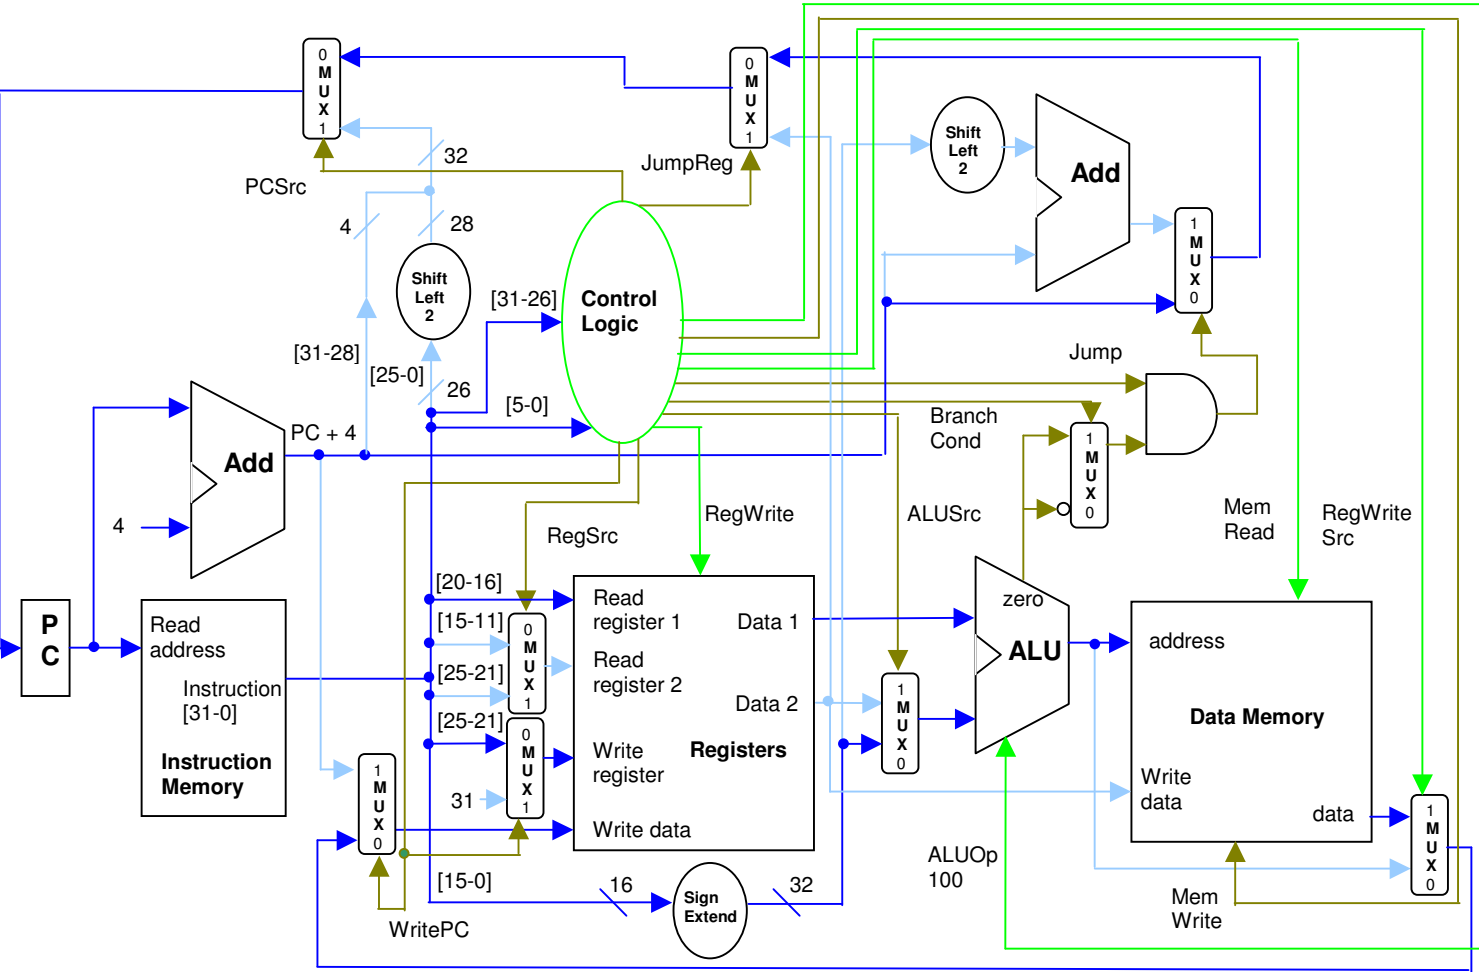 0
M
U
X
1
PCSrc
32
4
28
Shift
Left
2
[31-28]
[25-0]
26
[31-26]
[5-0]
Control
Logic
JumpReg
0
M
U
X
1
Shift
Left
2
Add
1
M
U
X
0
Jump
Branch
Cond
1
M
U
X
0
PC + 4
Add
4
RegSrc
RegWrite
ALUSrc
Mem
Read
RegWrite
Src
P
C
Read
address
Instruction
[31-0]
Instruction
Memory
[20-16]
[15-11]
[25-21]
[25-21]
0
M
U
X
1
0
M
U
X
1
31
1
M
U
X
0
Read
register 1
Read
register 2
Write
register
Write data
Data 1
Data 2
Registers
1
M
U
X
0
zero
ALU
address
Data Memory
Write
data
data
1
M
U
X
0
[15-0]
WritePC
16
Sign
Extend
32
ALUOp
100
Mem
Write